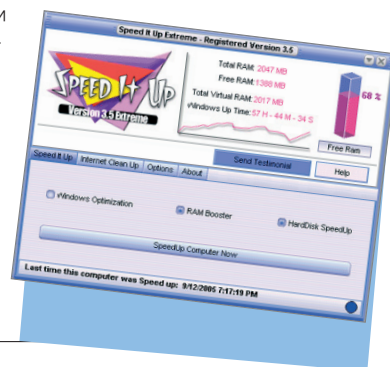 M
Speed It Up Extreme - Registered Version 3.5
SPEED It UP
Version 3.5 Extreme
Total RAM: 2047 MB
Free RAM: 1388 MB
Total Virtual RAM: 2017 MB
Windows Up Time: 57 H - 44 M - 34 S
68 %
Free Ram
Send Testimonial
Help
Speed It Up
Internet Clean Up
Options
About
Windows Optimization
RAM Booster
HardDisk SpeedUp
SpeedUp Computer Now
Last time this computer was Speed up: 9/12/2005 7:17:19 PM